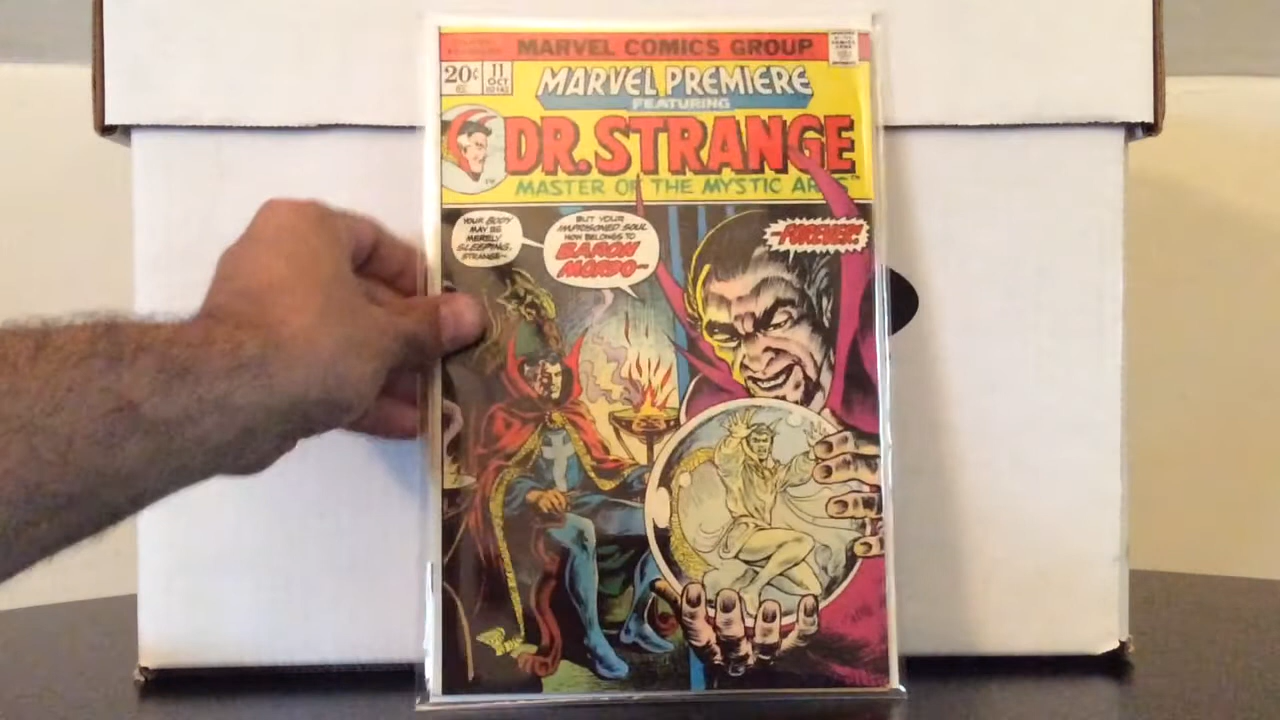 MARVEL COMICS GROUP
20¢
11
OCT
MARVEL PREMIERE
FEATURING
DR. STRANGE
MASTER OF THE MYSTIC ARTS
YOUR BODY
MAY BE
MERELY
SLEEPING,
STRANGE--
BUT YOUR
IMPRISONED SOUL
NOW BELONGS TO
BARON
MORDO--
--FOREVER!